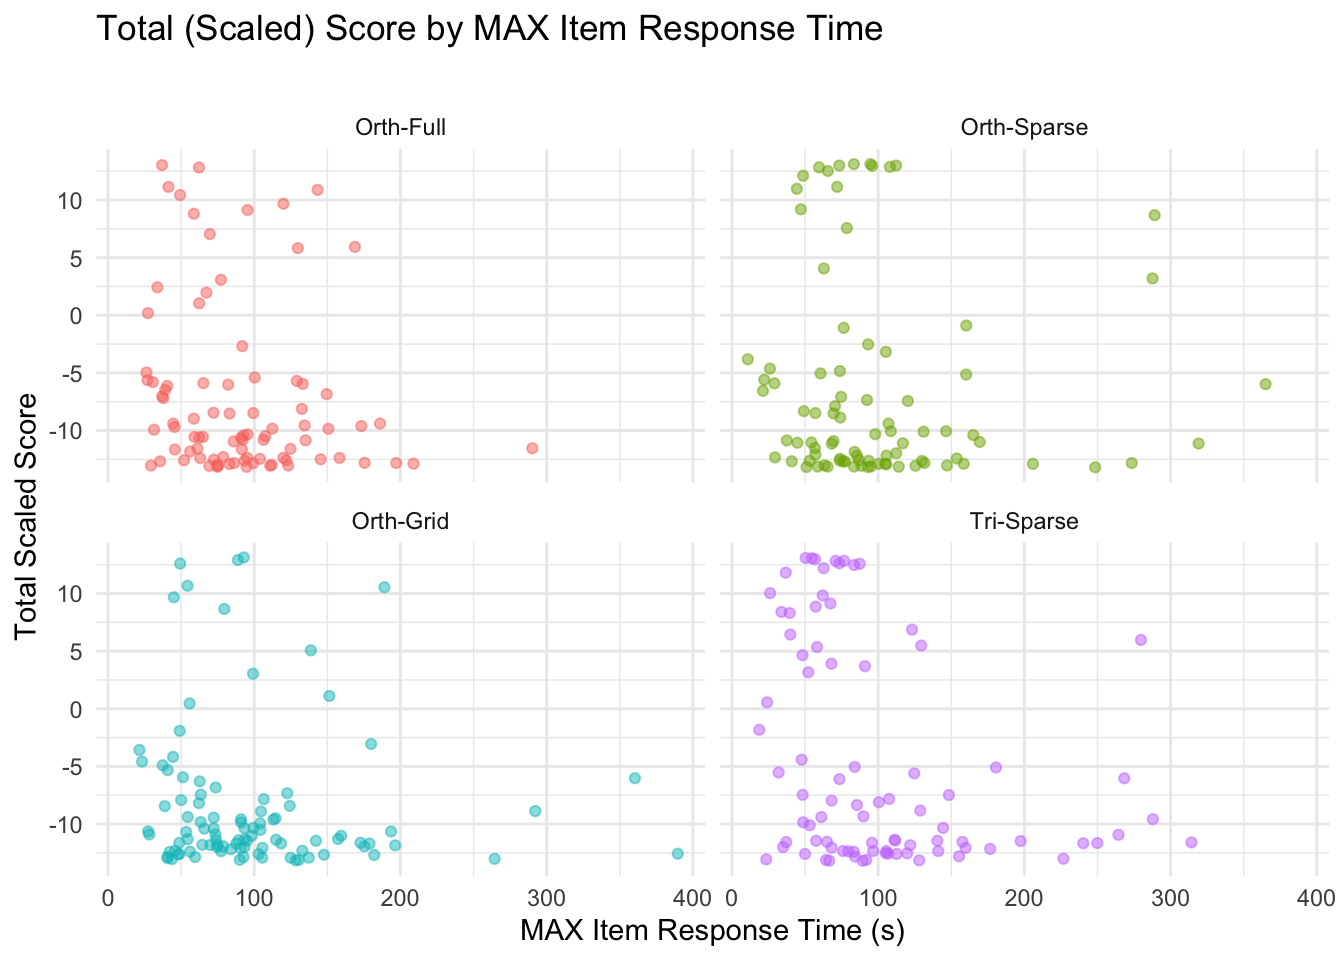 Total (Scaled) Score by MAX Item Response Time
Orth-Full
Orth-Sparse
10
5
0
-5
-10
Orth-Grid
Tri-Sparse
10
5
0
-5
-10
0 100 200 300 400
0 100 200 300 400
Total Scaled Score
MAX Item Response Time (s)